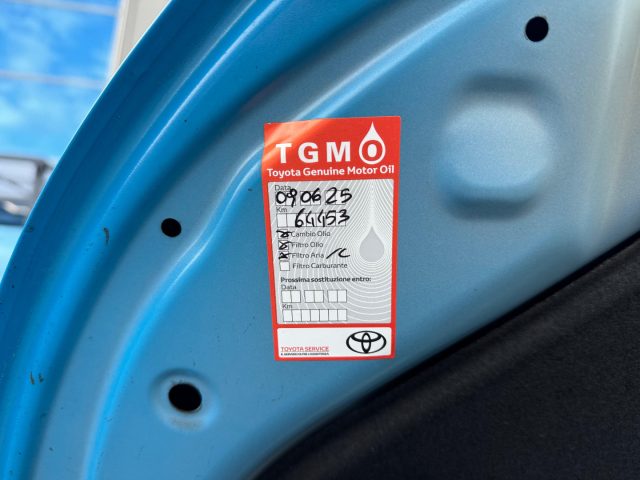 TGMO
Toyota Genuine Motor Oil
Data
090625
Km
64453
Cambio Olio
Filtro Olio
Filtro Aria /C
Filtro Carburante
Prossima sostituzione entro:
Data
Km
TOYOTA SERVICE